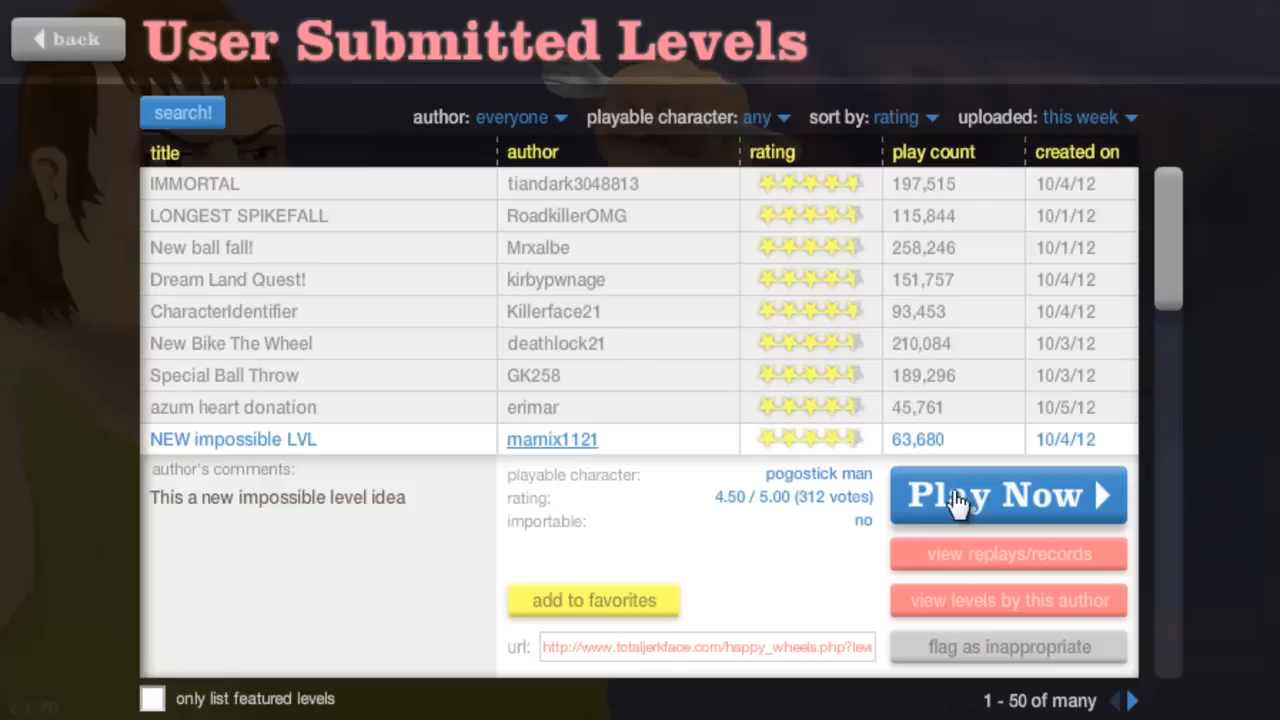 back
User Submitted Levels
search!
author: everyone playable character: any sort by: rating uploaded: this week
title author rating play count created on
IMMORTAL tiandark3048813 197,515 10/4/12
LONGEST SPIKEFALL RoadkillerOMG 115,844 10/1/12
New ball fall! Mrxalbe 258,246 10/1/12
Dream Land Quest! kirbypwnage 151,757 10/4/12
CharacterIdentifier Killerface21 93,453 10/4/12
New Bike The Wheel deathlock21 210,084 10/3/12
Special Ball Throw GK258 189,296 10/3/12
azum heart donation erimar 45,761 10/5/12
NEW impossible LVL mamix1121 63,680 10/4/12
author's comments:
This a new impossible level idea
playable character: pogostick man
rating: 4.50 / 5.00 (312 votes)
importable: no
Play Now
view replays/records
add to favorites
view levels by this author
url: http://www.totaljerkface.com/happy_wheels.php?lev
flag as inappropriate
only list featured levels
1 - 50 of many